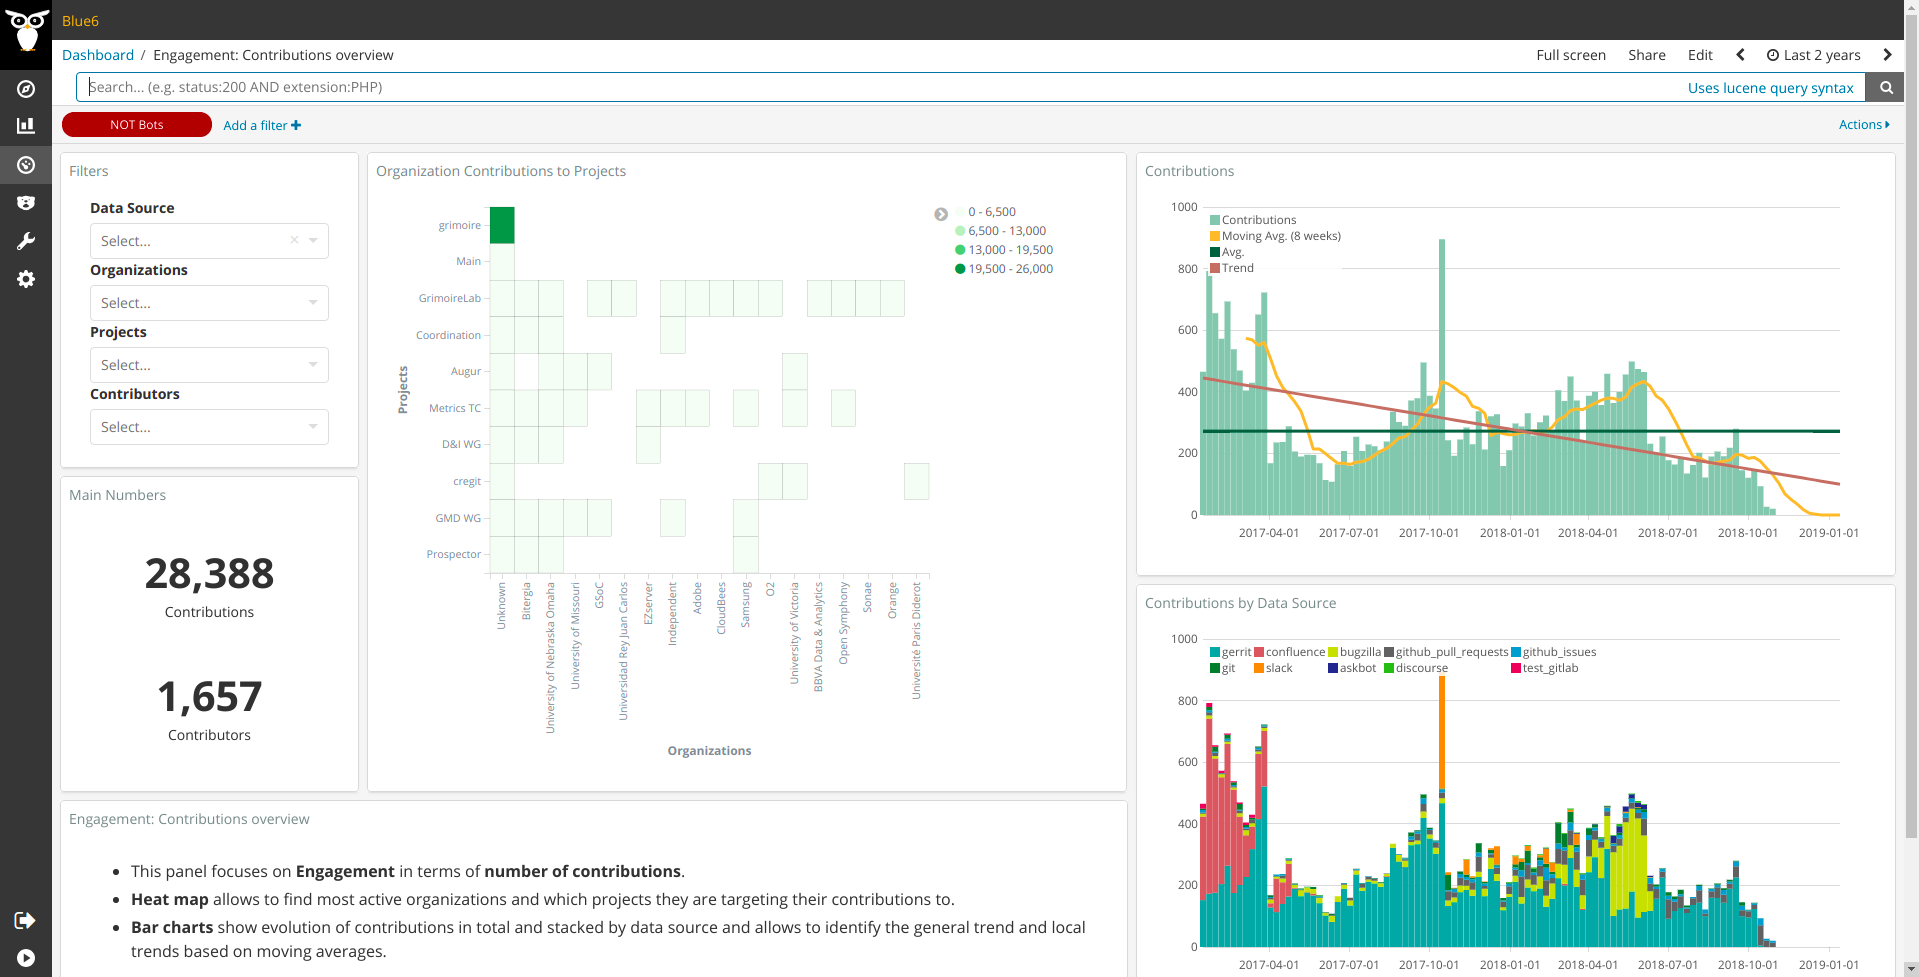 Blue6
Dashboard / Engagement: Contributions overview
Full screen Share Edit Last 2 years
Search... (e.g. status:200 AND extension:PHP)
Uses lucene query syntax
NOT Bots
Add a filter
Actions
Filters
Data Source
Select...
Organizations
Select...
Projects
Select...
Contributors
Select...
Main Numbers
28,388
Contributions
1,657
Contributors
Organization Contributions to Projects
0 - 6,500
6,500 - 13,000
13,000 - 19,500
19,500 - 26,000
Projects
grimoire
Main
GrimoireLab
Coordination
Augur
Metrics TC
D&I WG
cregit
GMD WG
Prospector
Unknown
Bitergia
University of Nebraska Omaha
University of Missouri
GSoC
Universidad Rey Juan Carlos
EZserver
Independent
Adobe
CloudBees
Samsung
O2
University of Victoria
BBVA Data & Analytics
Open Symphony
Sonae
Orange
Université Paris Diderot
Organizations
Contributions
1000
800
600
400
200
0
Contributions
Moving Avg. (8 weeks)
Avg.
Trend
2017-04-01 2017-07-01 2017-10-01 2018-01-01 2018-04-01 2018-07-01 2018-10-01 2019-01-01
Contributions by Data Source
1000
800
600
400
200
0
gerrit confluence bugzilla github_pull_requests github_issues
git slack askbot discourse test_gitlab
2017-04-01 2017-07-01 2017-10-01 2018-01-01 2018-04-01 2018-07-01 2018-10-01 2019-01-01
Engagement: Contributions overview
• This panel focuses on Engagement in terms of number of contributions.
• Heat map allows to find most active organizations and which projects they are targeting their contributions to.
• Bar charts show evolution of contributions in total and stacked by data source and allows to identify the general trend and local
trends based on moving averages.